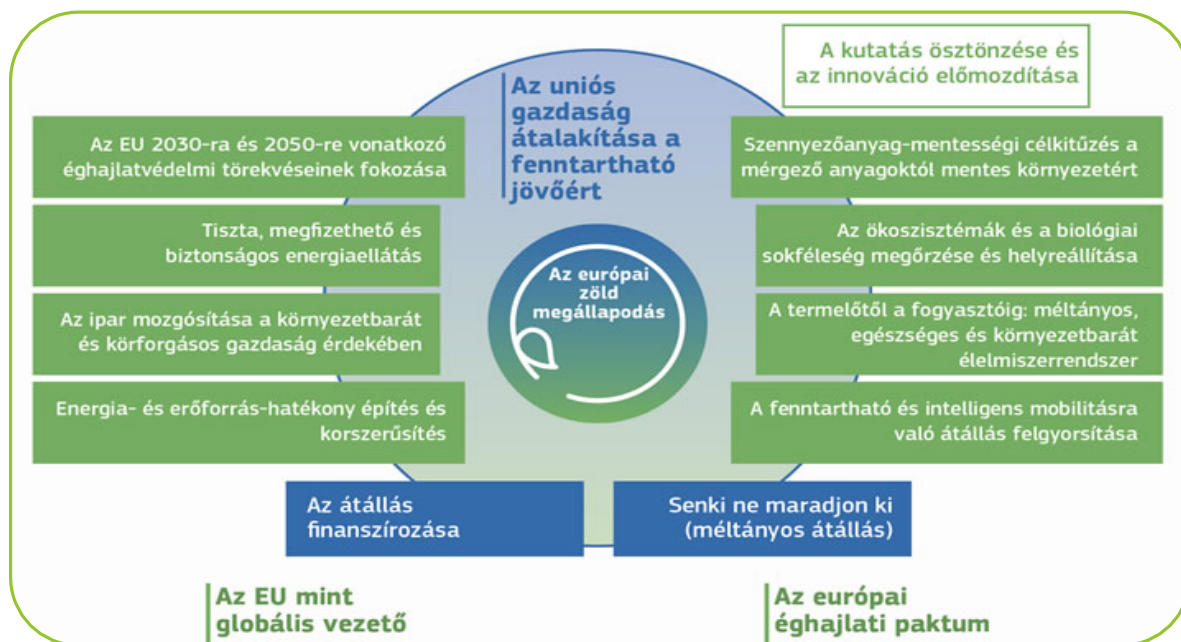 A kutatás ösztönzése és
az innováció előmozdítása
Az uniós
gazdaság
átalakítása a
fenntartható
jövőért
Az EU 2030-ra és 2050-re vonatkozó
éghajlatvédelmi törekvéseinek fokozása
Szennyezőanyag-mentességi célkitűzés a
mérgező anyagoktól mentes környezetért
Tiszta, megfizethető és
biztonságos energiaellátás
Az ökoszisztémák és a biológiai
sokféleség megőrzése és helyreállítása
Az európai
zöld
megállapodás
Az ipar mozgósítása a környezetbarát
és körforgásos gazdaság érdekében
A termelőtől a fogyasztóig: méltányos,
egészséges és környezetbarát
élelmiszerrendszer
Energia- és erőforrás-hatékony építés és
korszerűsítés
A fenntartható és intelligens mobilitásra
való átállás felgyorsítása
Az átállás
finanszírozása
Senki ne maradjon ki
(méltányos átállás)
Az EU mint
globális vezető
Az európai
éghajlati paktum